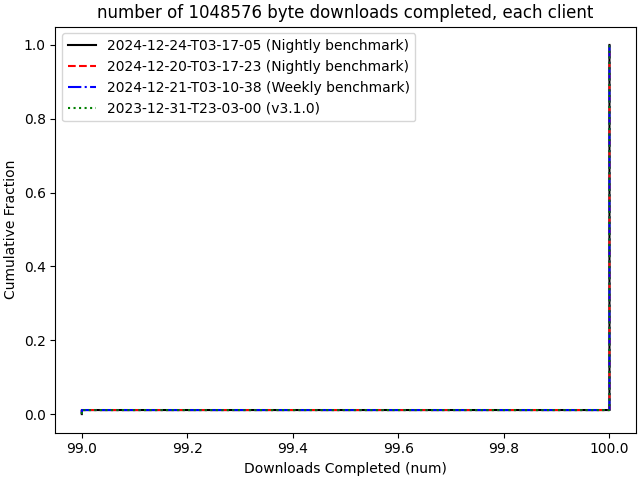 number of 1048576 byte downloads completed, each client
2024-12-24-T03-17-05 (Nightly benchmark)
2024-12-20-T03-17-23 (Nightly benchmark)
2024-12-21-T03-10-38 (Weekly benchmark)
2023-12-31-T23-03-00 (v3.1.0)
Cumulative Fraction
1.0
0.8
0.6
0.4
0.2
0.0
99.0 99.2 99.4 99.6 99.8 100.0
Downloads Completed (num)